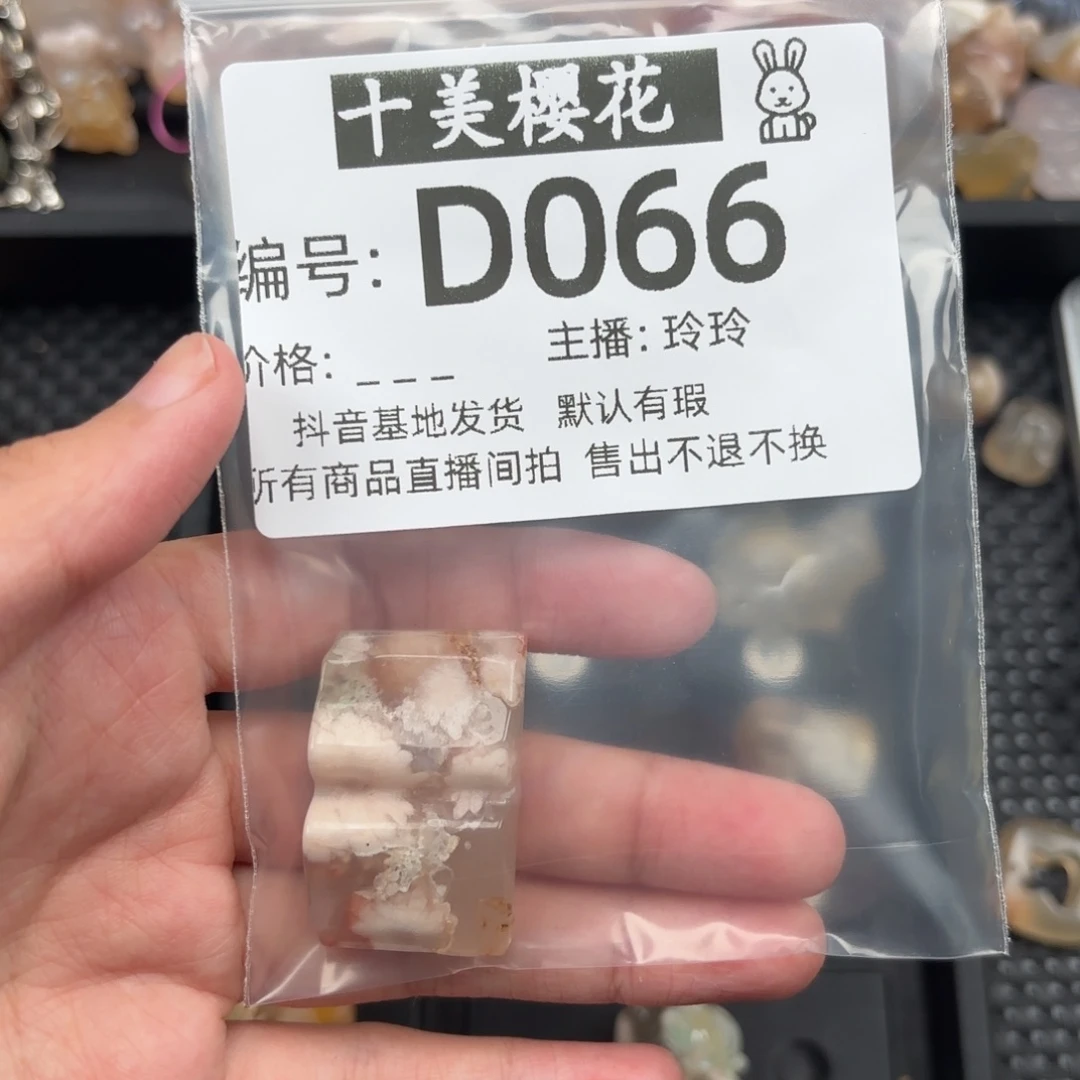 十美樱花
编号: D066
价格: _ _ _ 主播: 玲玲
抖音基地发货 默认有瑕
所有商品直播间拍 售出不退不换